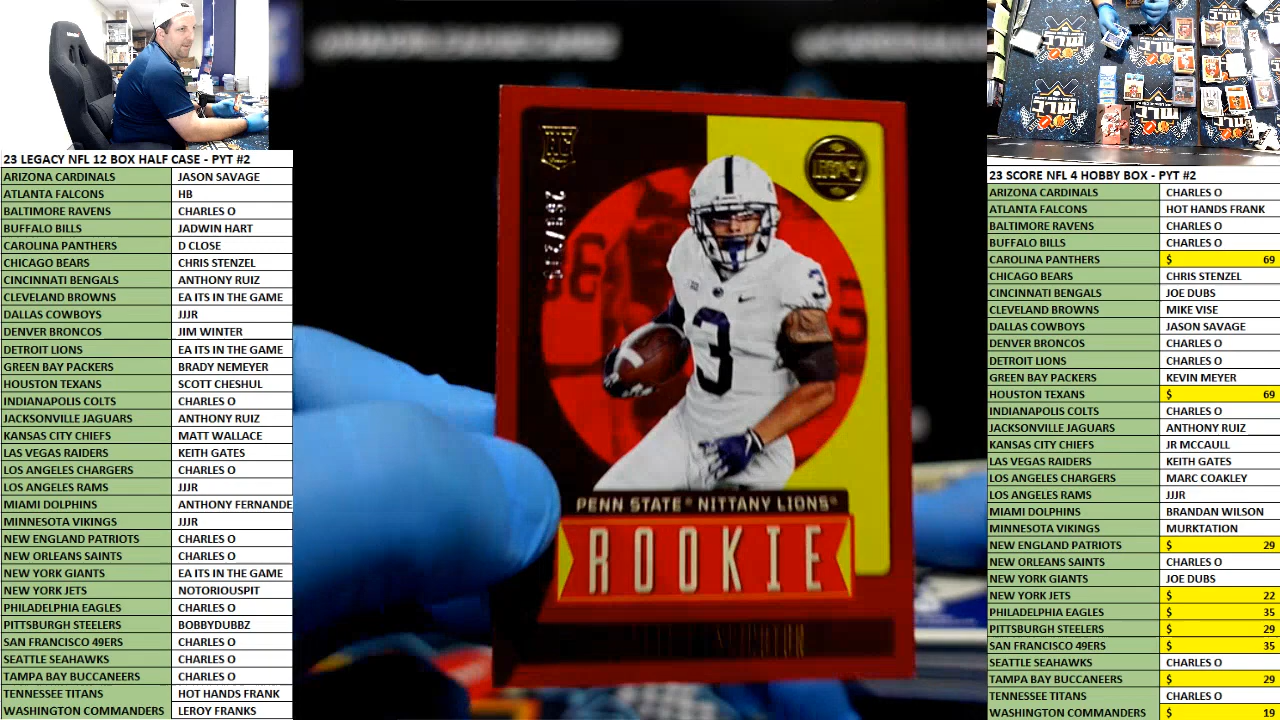 23 LEGACY NFL 12 BOX HALF CASE - PYT #2
ARIZONA CARDINALS JASON SAVAGE
ATLANTA FALCONS HB
BALTIMORE RAVENS CHARLES O
BUFFALO BILLS JADWIN HART
CAROLINA PANTHERS D CLOSE
CHICAGO BEARS CHRIS STENZEL
CINCINNATI BENGALS ANTHONY RUIZ
CLEVELAND BROWNS EA ITS IN THE GAME
DALLAS COWBOYS JJJR
DENVER BRONCOS JIM WINTER
DETROIT LIONS EA ITS IN THE GAME
GREEN BAY PACKERS BRADY NEMEYER
HOUSTON TEXANS SCOTT CHESHUL
INDIANAPOLIS COLTS CHARLES O
JACKSONVILLE JAGUARS ANTHONY RUIZ
KANSAS CITY CHIEFS MATT WALLACE
LAS VEGAS RAIDERS KEITH GATES
LOS ANGELES CHARGERS CHARLES O
LOS ANGELES RAMS JJJR
MIAMI DOLPHINS ANTHONY FERNANDE
MINNESOTA VIKINGS JJJR
NEW ENGLAND PATRIOTS CHARLES O
NEW ORLEANS SAINTS CHARLES O
NEW YORK GIANTS EA ITS IN THE GAME
NEW YORK JETS NOTORIOUSPIT
PHILADELPHIA EAGLES CHARLES O
PITTSBURGH STEELERS BOBBYDUBBZ
SAN FRANCISCO 49ERS CHARLES O
SEATTLE SEAHAWKS CHARLES O
TAMPA BAY BUCCANEERS CHARLES O
TENNESSEE TITANS HOT HANDS FRANK
WASHINGTON COMMANDERS LEROY FRANKS
LEGACY
3
3
PENN STATE® NITTANY LIONS®
ROOKIE
23 SCORE NFL 4 HOBBY BOX - PYT #2
ARIZONA CARDINALS CHARLES O
ATLANTA FALCONS HOT HANDS FRANK
BALTIMORE RAVENS CHARLES O
BUFFALO BILLS CHARLES O
CAROLINA PANTHERS $ 69
CHICAGO BEARS CHRIS STENZEL
CINCINNATI BENGALS JOE DUBS
CLEVELAND BROWNS MIKE VISE
DALLAS COWBOYS JASON SAVAGE
DENVER BRONCOS CHARLES O
DETROIT LIONS CHARLES O
GREEN BAY PACKERS KEVIN MEYER
HOUSTON TEXANS $ 69
INDIANAPOLIS COLTS CHARLES O
JACKSONVILLE JAGUARS ANTHONY RUIZ
KANSAS CITY CHIEFS JR MCCAULL
LAS VEGAS RAIDERS KEITH GATES
LOS ANGELES CHARGERS MARC COAKLEY
LOS ANGELES RAMS JJJR
MIAMI DOLPHINS BRANDAN WILSON
MINNESOTA VIKINGS MURKTATION
NEW ENGLAND PATRIOTS $ 29
NEW ORLEANS SAINTS CHARLES O
NEW YORK GIANTS JOE DUBS
NEW YORK JETS $ 22
PHILADELPHIA EAGLES $ 35
PITTSBURGH STEELERS $ 29
SAN FRANCISCO 49ERS $ 35
SEATTLE SEAHAWKS CHARLES O
TAMPA BAY BUCCANEERS $ 29
TENNESSEE TITANS CHARLES O
WASHINGTON COMMANDERS $ 19